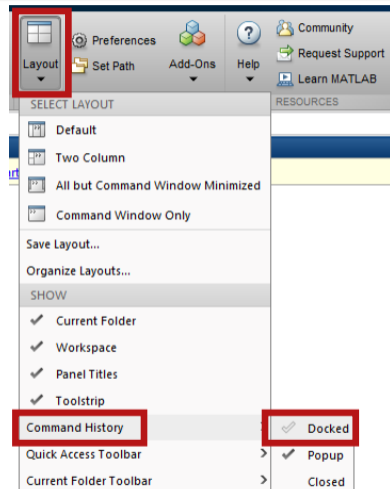 Preferences
Community
Request Support
Layout
Set Path
Add-Ons
Help
Learn MATLAB
SELECT LAYOUT
RESOURCES
Default
Two Column
All but Command Window Minimized
Command Window Only
Save Layout...
Organize Layouts...
SHOW
Current Folder
Workspace
Panel Titles
Toolstrip
Command History
Docked
Quick Access Toolbar
Popup
Current Folder Toolbar
Closed